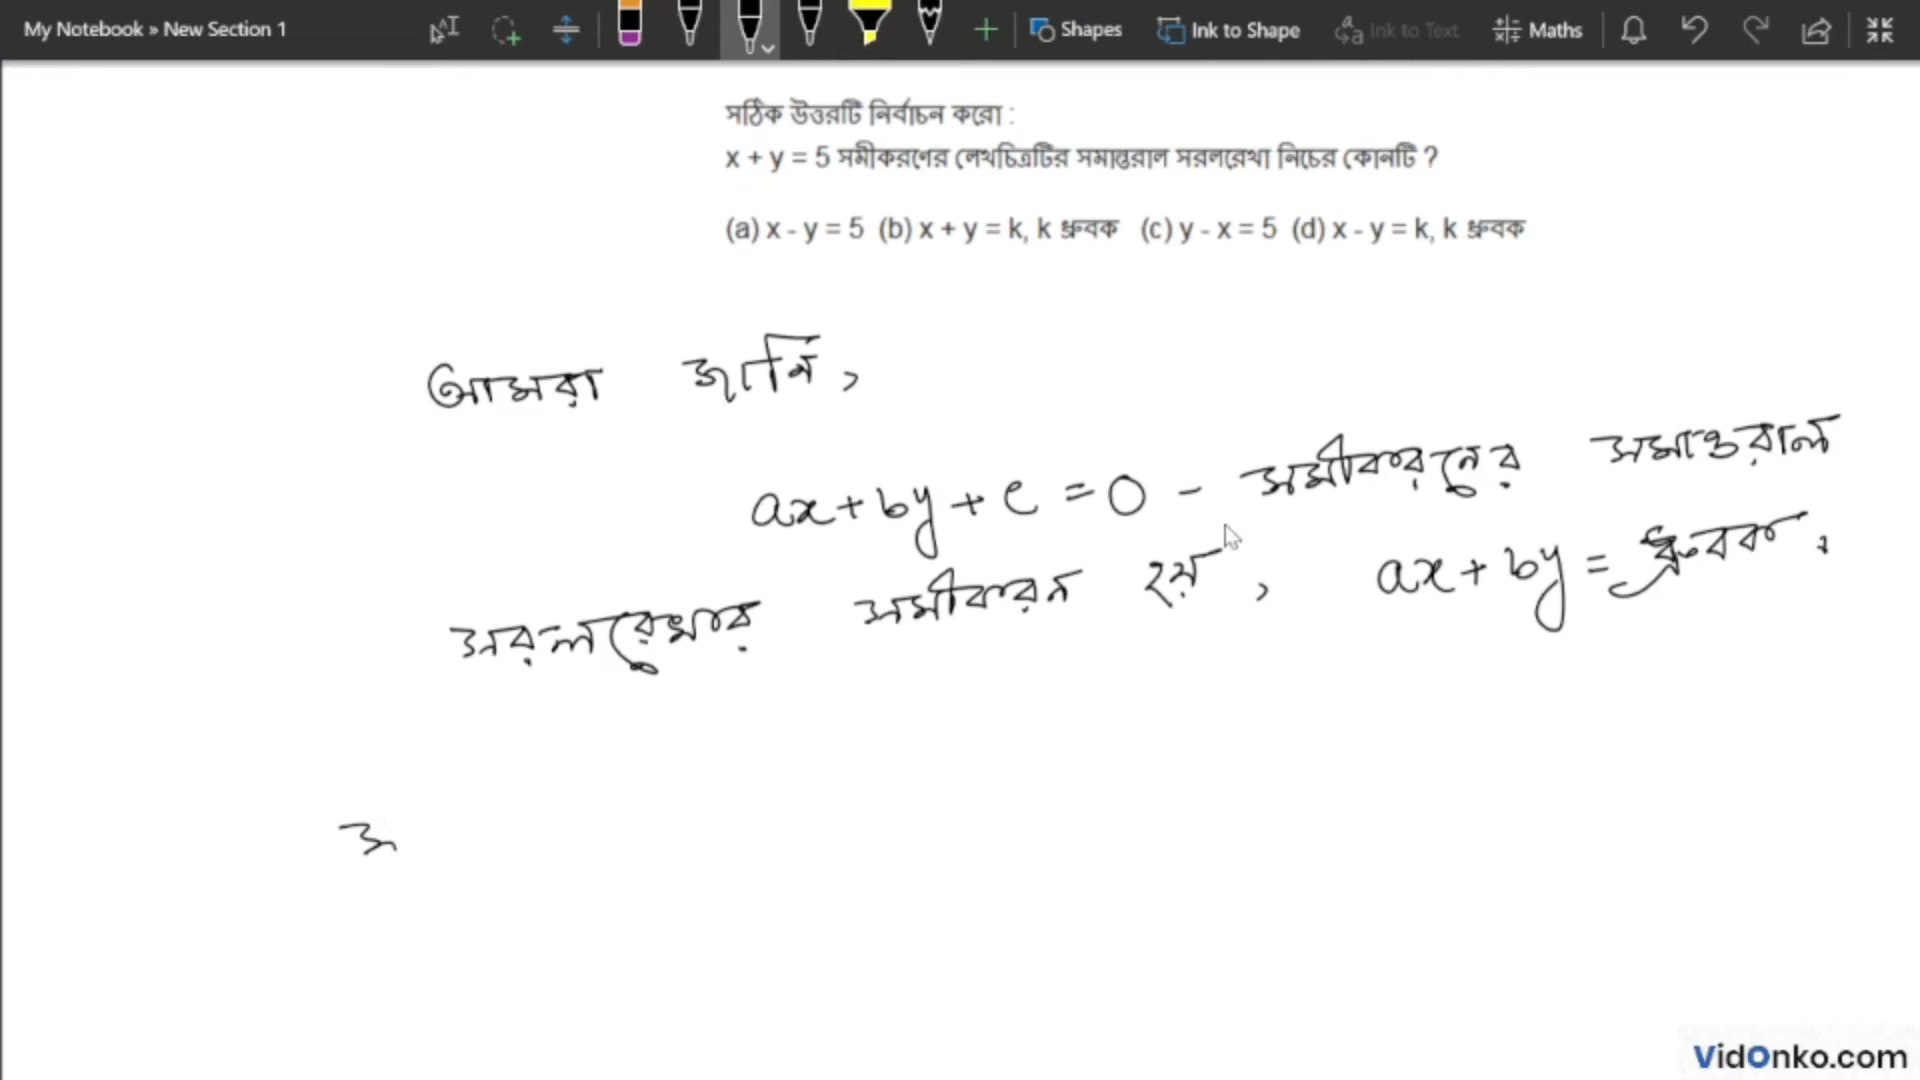 My Notebook » New Section 1 Shapes Ink to Shape Ink to Text Maths
সঠিক উত্তরটি নির্বাচন করো :
x + y = 5 সমীকরণের লেখচিত্রটির সমান্তরাল সরলরেখা নিচের কোনটি ?
(a) x - y = 5 (b) x + y = k, k ধ্রুবক (c) y - x = 5 (d) x - y = k, k ধ্রুবক
আমরা জানি,
ax + by + c = 0 - সমীকরনের সমান্তরাল
সরলরেখার সমীকরন হয়, ax + by = ধ্রুবক.
VidOnko.com